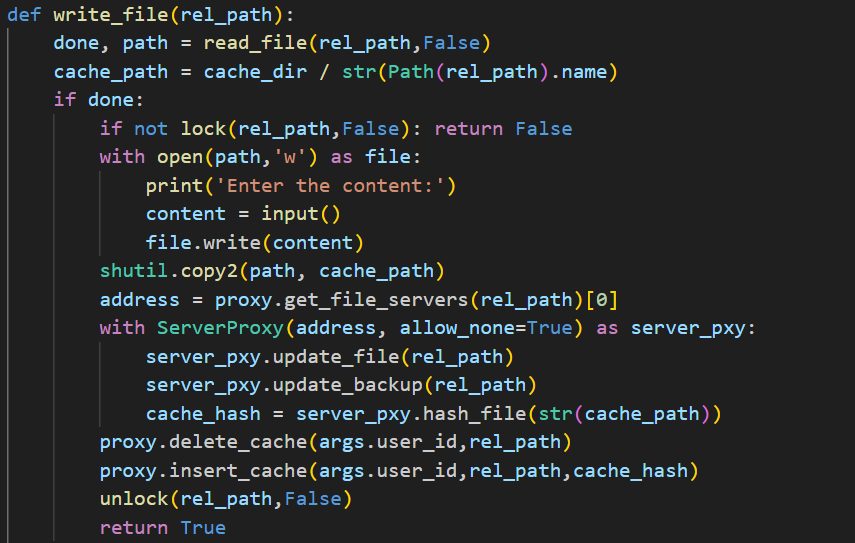 def write_file(rel_path):
    done, path = read_file(rel_path,False)
    cache_path = cache_dir / str(Path(rel_path).name)
    if done:
        if not lock(rel_path,False): return False
        with open(path,'w') as file:
            print('Enter the content:')
            content = input()
            file.write(content)
        shutil.copy2(path, cache_path)
        address = proxy.get_file_servers(rel_path)[0]
        with ServerProxy(address, allow_none=True) as server_pxy:
            server_pxy.update_file(rel_path)
            server_pxy.update_backup(rel_path)
            cache_hash = server_pxy.hash_file(str(cache_path))
        proxy.delete_cache(args.user_id,rel_path)
        proxy.insert_cache(args.user_id,rel_path,cache_hash)
        unlock(rel_path,False)
        return True